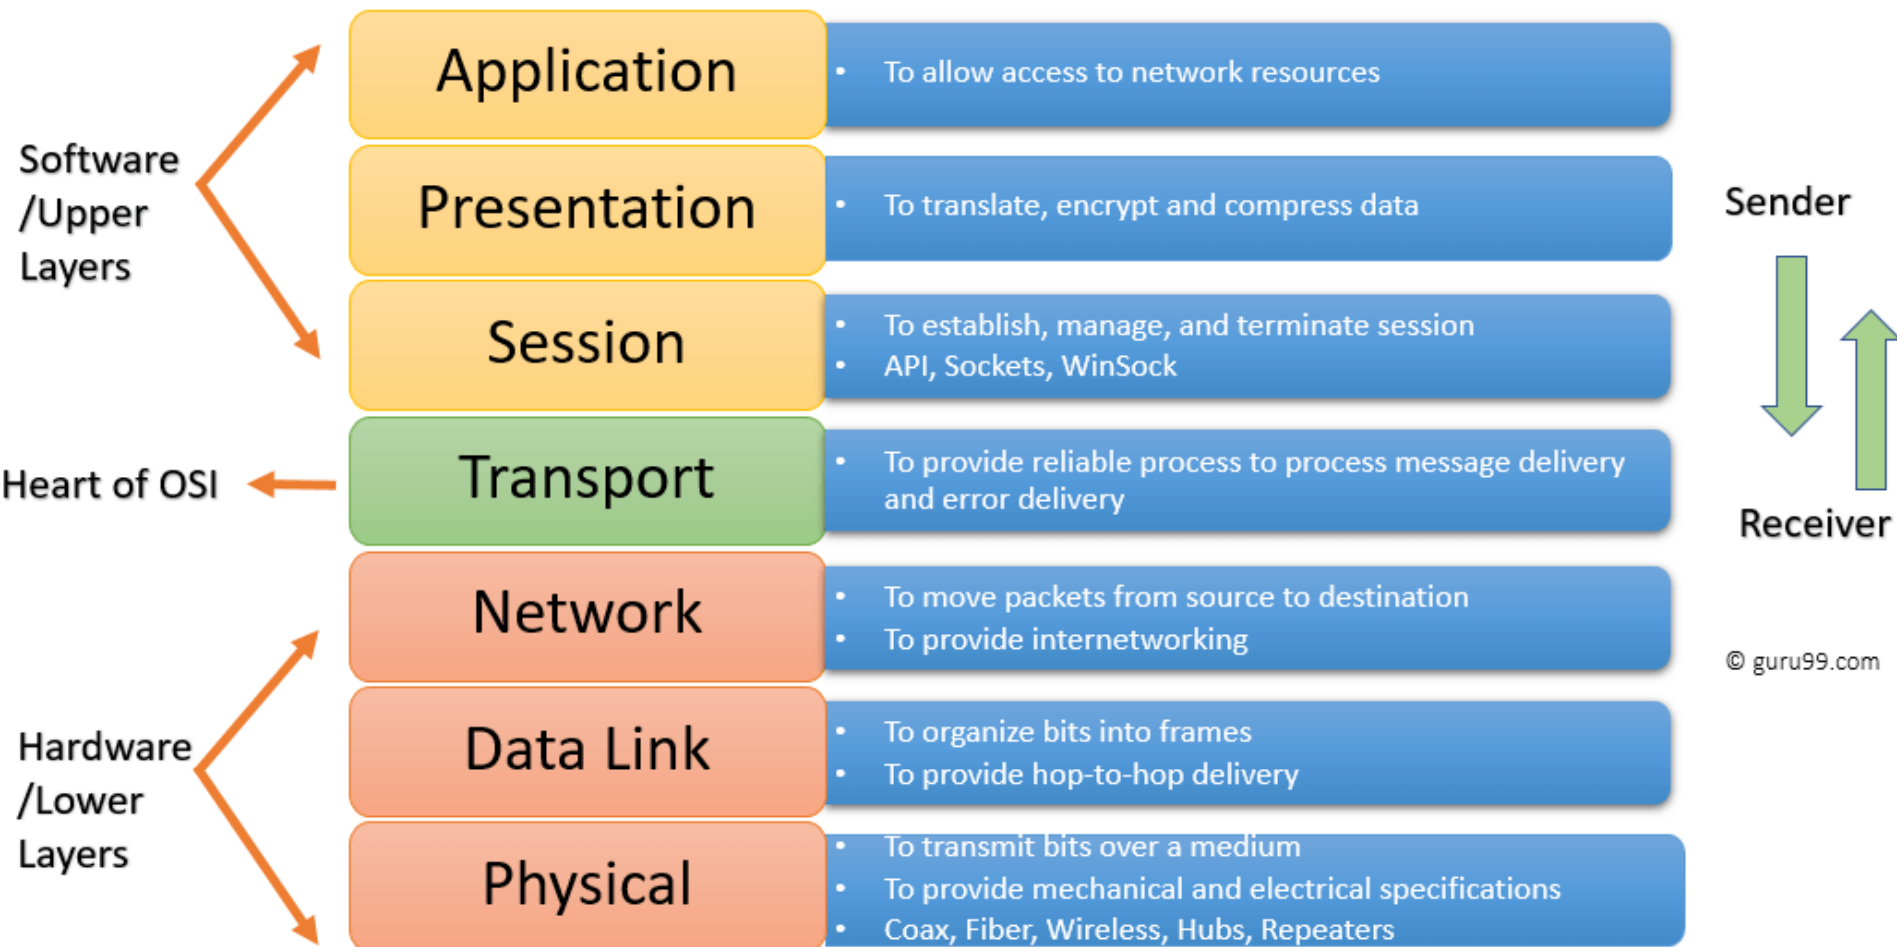 Application
• To allow access to network resources
Software
/Upper
Layers
Presentation
• To translate, encrypt and compress data
Sender
Session
• To establish, manage, and terminate session
• API, Sockets, WinSock
Heart of OSI
Transport
• To provide reliable process to process message delivery
and error delivery
Receiver
Network
• To move packets from source to destination
• To provide internetworking
© guru99.com
Hardware
/Lower
Layers
Data Link
• To organize bits into frames
• To provide hop-to-hop delivery
Physical
• To transmit bits over a medium
• To provide mechanical and electrical specifications
• Coax, Fiber, Wireless, Hubs, Repeaters